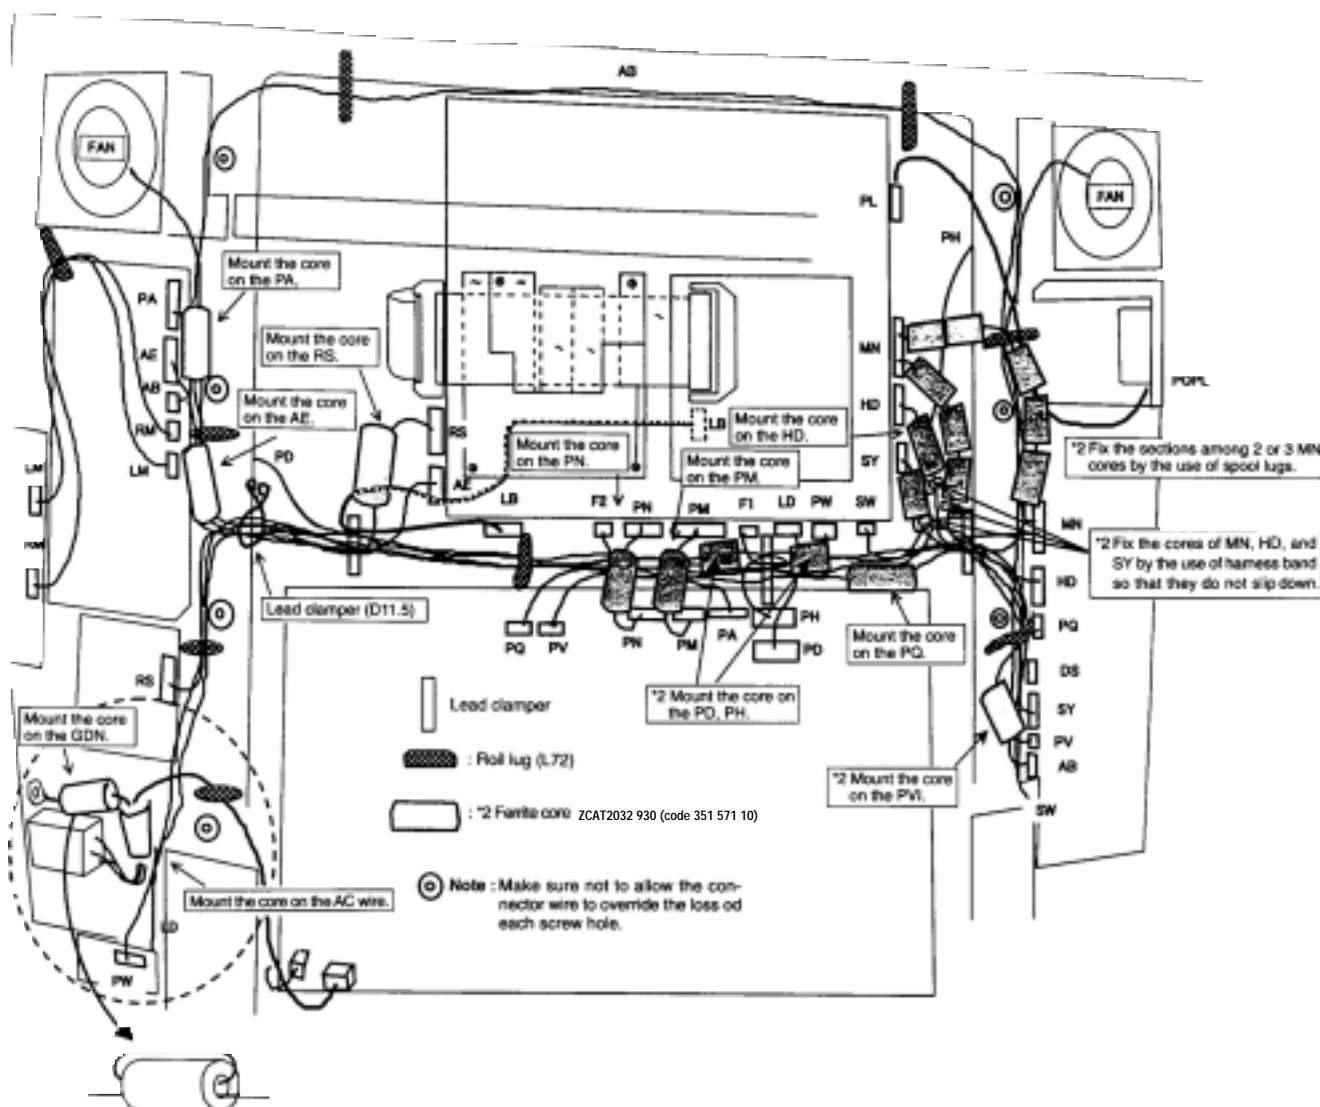 AB
FAN
FAN
PL
PH
Mount the core
on the PA.
PA
Mount the core
on the RS.
AE
MN
AB
Mount the core
on the AE.
HD
POPL
RM
RS
LB
Mount the core
on the HD.
LM
PD
Mount the core
on the PN.
SY
*2 Fix the sections among 2 or 3 MN
cores by the use of spool lugs.
Mount the core
on the PM.
LM
LB
F2
PN
PM
F1
LD
PW
SW
MN
RM
*2 Fix the cores of MN, HD, and
SY by the use of harness band
so that they do not slip down.
HD
Lead clamper (D11.5)
PQ
PV
PN
PM
PA
PH
PD
Mount the core
on the PQ.
PQ
DS
RS
*2 Mount the core on
the PD, PH.
SY
PV
AB
Lead clamper
Mount the core
on the GDN.
: Roll lug (L72)
*2 Mount the core
on the PVI.
SW
: *2 Ferrite core ZCAT2032 930 (code 351 571 10)
Mount the core on the AC wire.
Note : Make sure not to allow the con-
nector wire to override the loss od
each screw hole.
PW